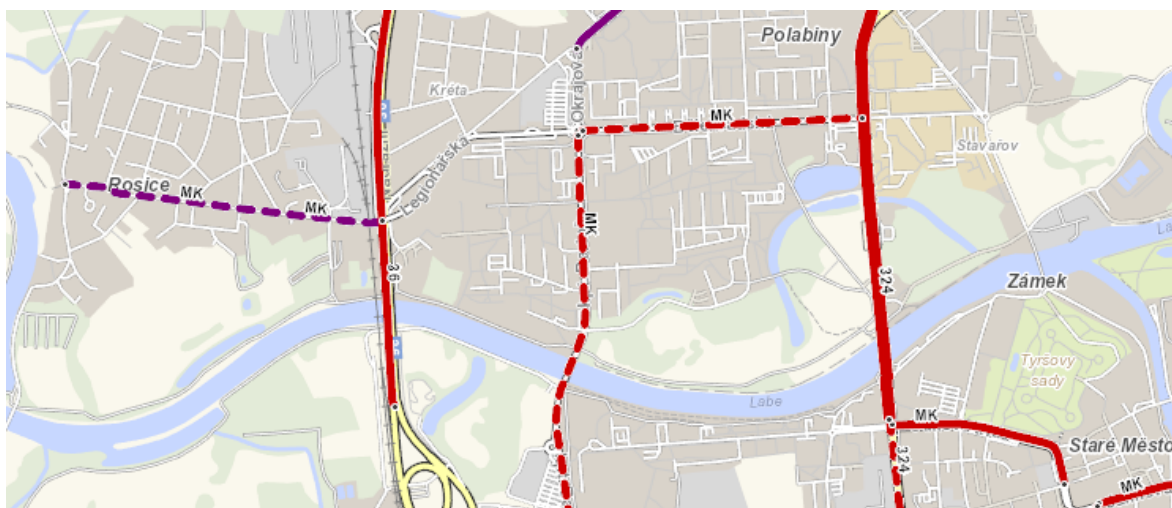 Polabiny
Okrajová
Kréta
MK
Stavařov
Legionářská
Rosice
MK
MK
MK
36
324
Zámek
36
Tyršovy
sady
Labe
MK
324
Staré Město
MK